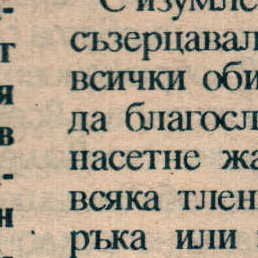 С изумле
съзерцавал
всички оби
да благосл
насетне жа
всяка тлен
ръка или